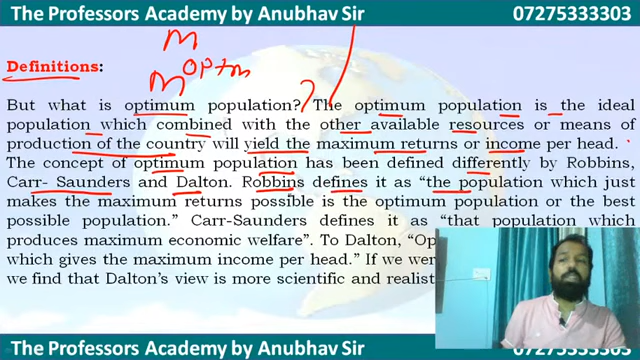 The Professors Academy by Anubhav Sir 07275333303
Definitions:
But what is optimum population? The optimum population is the ideal
population which combined with the other available resources or means of
production of the country will yield the maximum returns or income per head.
The concept of optimum population has been defined differently by Robbins,
Carr- Saunders and Dalton. Robbins defines it as “the population which just
makes the maximum returns possible is the optimum population or the best
possible population.” Carr-Saunders defines it as “that population which
produces maximum economic welfare”. To Dalton, “Op
which gives the maximum income per head.” If we wer
we find that Dalton’s view is more scientific and realist
The Professors Academy by Anubhav Sir 07275333303